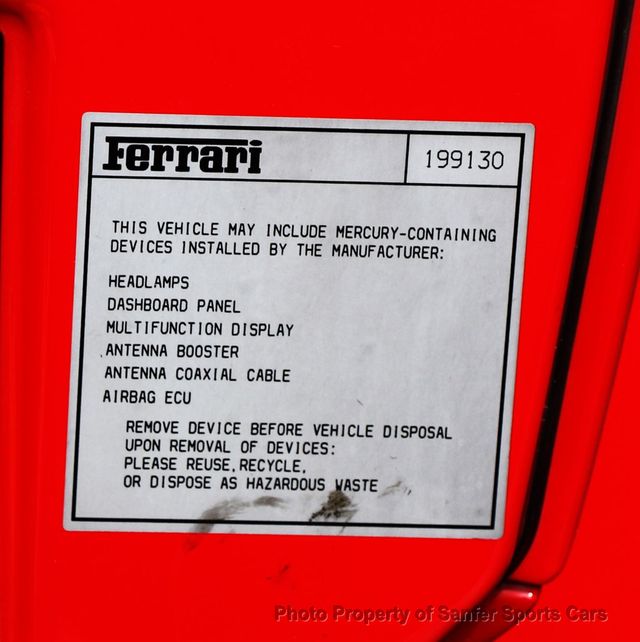 Ferrari 199130
THIS VEHICLE MAY INCLUDE MERCURY-CONTAINING
DEVICES INSTALLED BY THE MANUFACTURER:
HEADLAMPS
DASHBOARD PANEL
MULTIFUNCTION DISPLAY
ANTENNA BOOSTER
ANTENNA COAXIAL CABLE
AIRBAG ECU
REMOVE DEVICE BEFORE VEHICLE DISPOSAL
UPON REMOVAL OF DEVICES:
PLEASE REUSE, RECYCLE,
OR DISPOSE AS HAZARDOUS WASTE
Photo Property of Sanfer Sports Cars